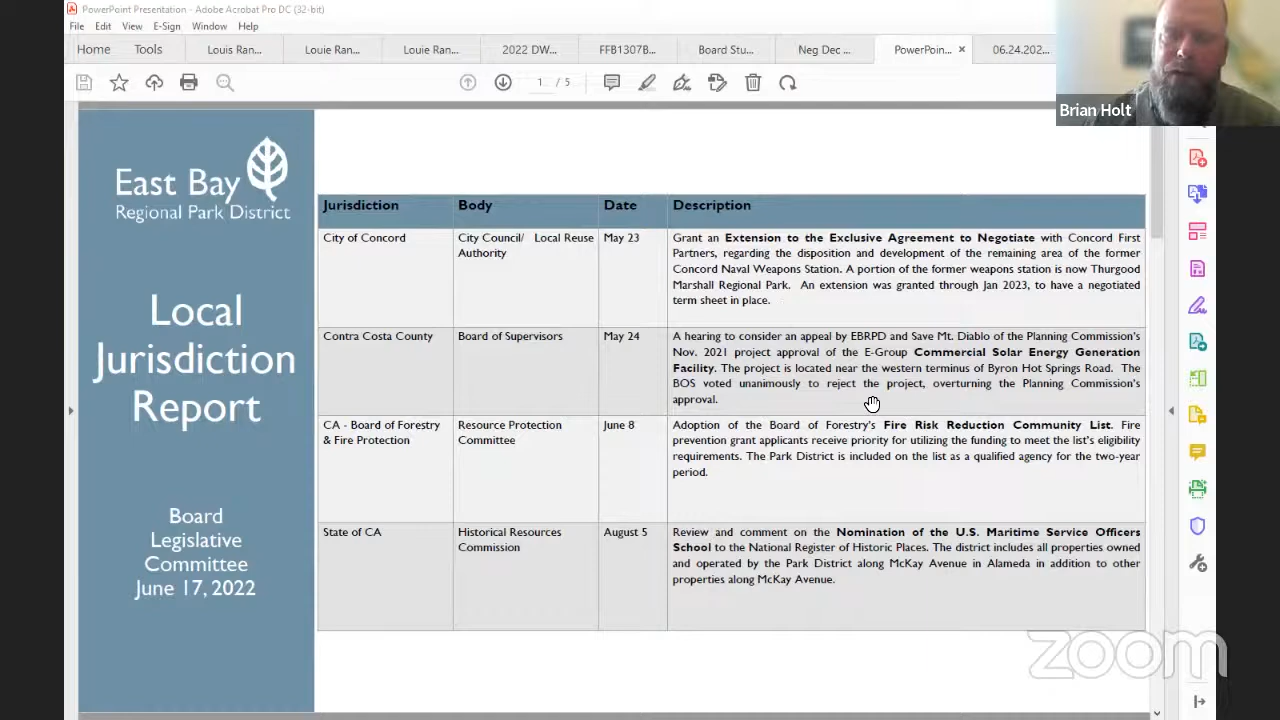 PowerPoint Presentation - Adobe Acrobat Pro DC (32-bit)
File Edit View E-Sign Window Help
Home Tools Louis Ran... Louie Ran... Louie Ran... 2022 DW... FFB1307B... Board Stu... Neg Dec ... PowerPoin... × 06.24.202...
1 / 5
Brian Holt
East Bay
Regional Park District
Local
Jurisdiction
Report
Board
Legislative
Committee
June 17, 2022
Jurisdiction Body Date Description
City of Concord
City Council/ Local Reuse
Authority
May 23
Grant an Extension to the Exclusive Agreement to Negotiate with Concord First
Partners, regarding the disposition and development of the remaining area of the former
Concord Naval Weapons Station. A portion of the former weapons station is now Thurgood
Marshall Regional Park. An extension was granted through Jan 2023, to have a negotiated
term sheet in place.
Contra Costa County
Board of Supervisors
May 24
A hearing to consider an appeal by EBRPD and Save Mt. Diablo of the Planning Commission's
Nov. 2021 project approval of the E-Group Commercial Solar Energy Generation
Facility. The project is located near the western terminus of Byron Hot Springs Road. The
BOS voted unanimously to reject the project, overturning the Planning Commission's
approval.
CA - Board of Forestry
& Fire Protection
Resource Protection
Committee
June 8
Adoption of the Board of Forestry's Fire Risk Reduction Community List. Fire
prevention grant applicants receive priority for utilizing the funding to meet the list's eligibility
requirements. The Park District is included on the list as a qualified agency for the two-year
period.
State of CA
Historical Resources
Commission
August 5
Review and comment on the Nomination of the U.S. Maritime Service Officers
School to the National Register of Historic Places. The district includes all properties owned
and operated by the Park District along McKay Avenue in Alameda in addition to other
properties along McKay Avenue.
zoom